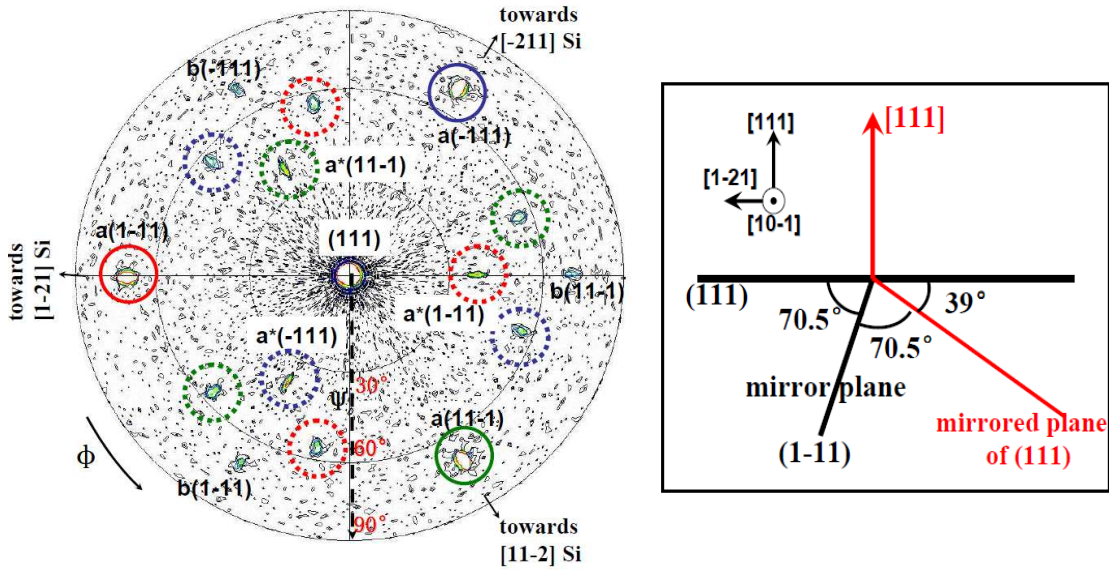 towards
[-211] Si
b(-111)
a(-111)
a*(11-1)
a(1-11)
(111)
towards
[1-21] Si
b(11-1)
a*(1-11)
a*(-111)
30°
ψ
a(11-1)
60°
ϕ
b(1-11)
90°
towards
[11-2] Si
[111]
[111]
[1-21]
[10-1]
(111)
39°
70.5°
70.5°
mirror plane
mirrored plane
of (111)
(1-11)